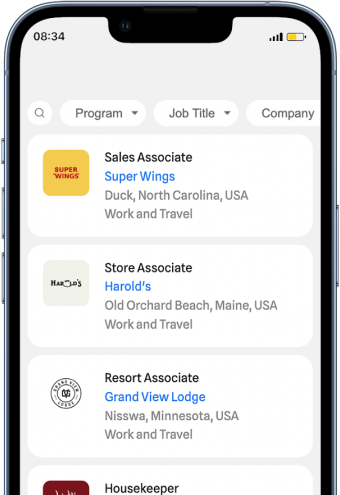 08:34
Program
Job Title
Company
SUPER
WINGS
Sales Associate
Super Wings
Duck, North Carolina, USA
Work and Travel
HAROLD'S
Store Associate
Harold's
Old Orchard Beach, Maine, USA
Work and Travel
GRAND VIEW
LODGE
Resort Associate
Grand View Lodge
Nisswa, Minnesota, USA
Work and Travel
Housekeeper